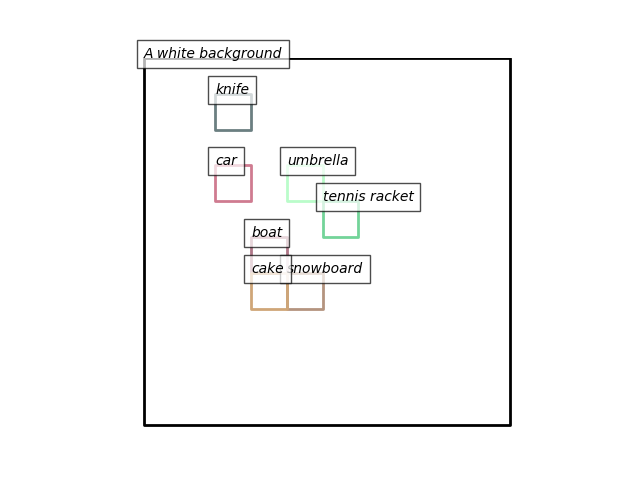 A white background
knife
car
umbrella
tennis racket
boat
cake
snowboard